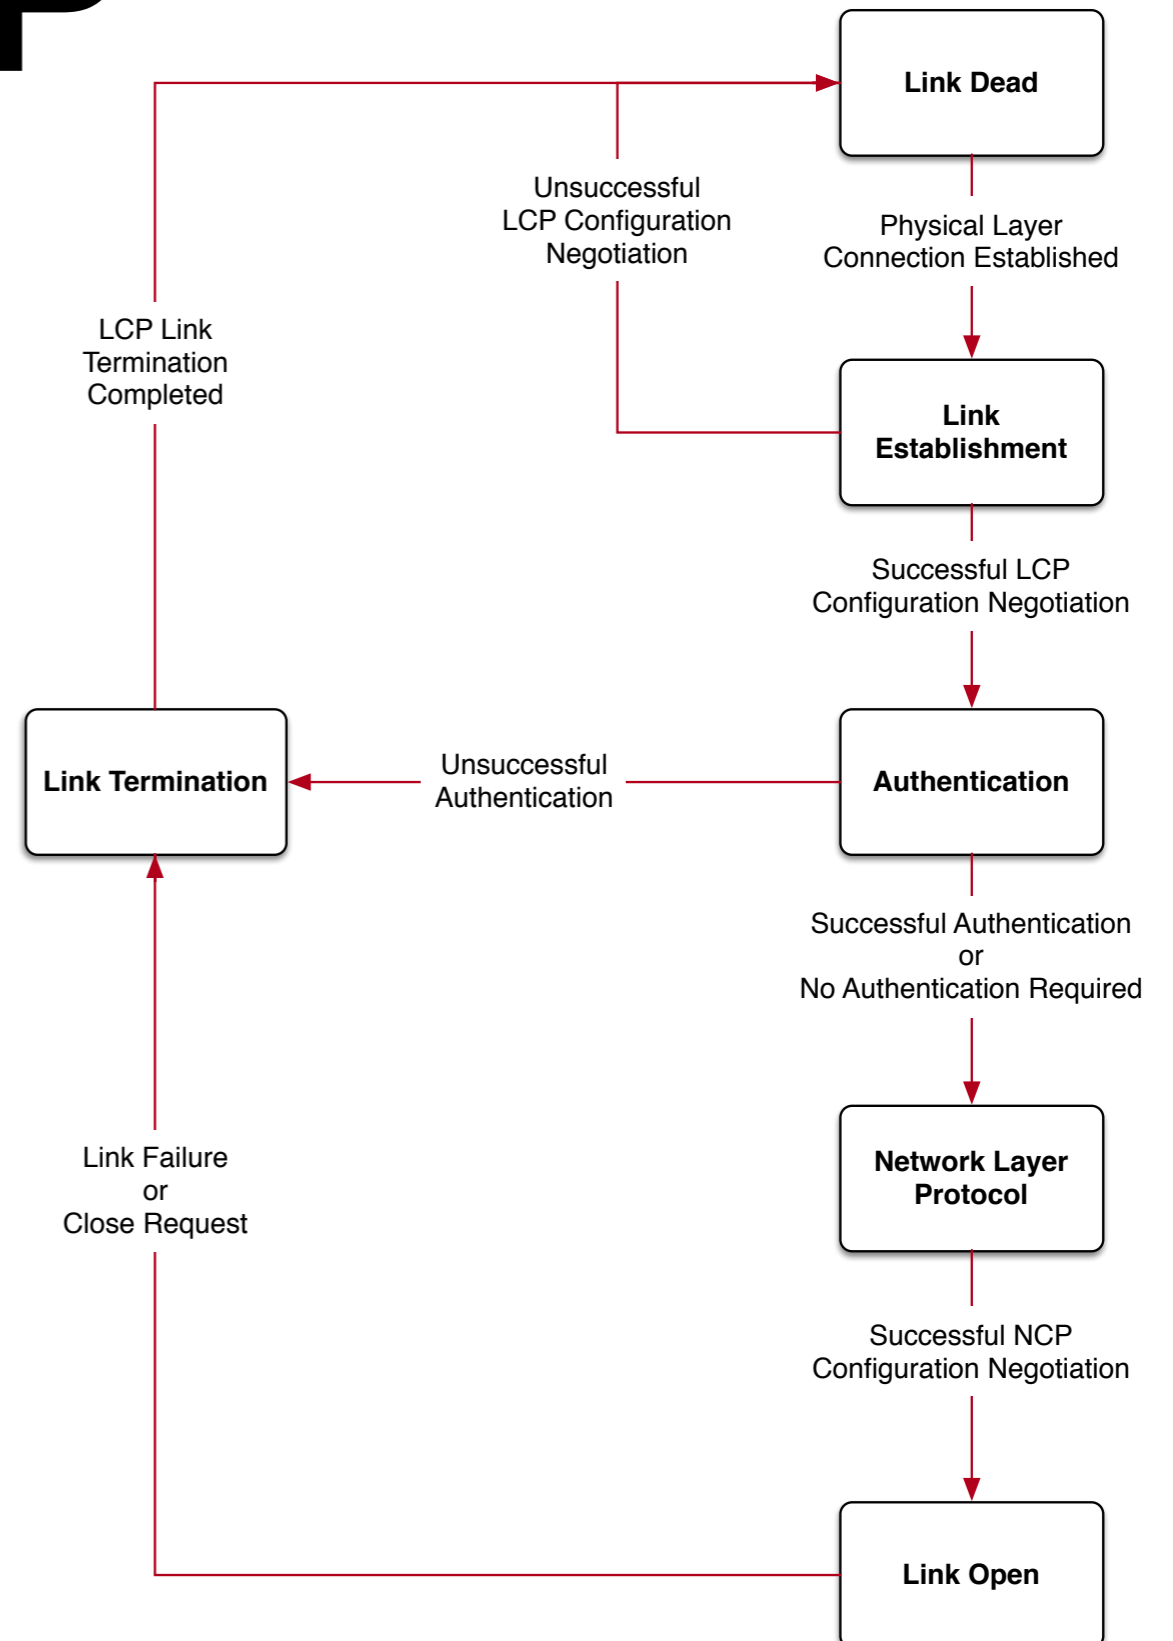 P
Link Dead
Unsuccessful
LCP Configuration
Negotiation
Physical Layer
Connection Established
LCP Link
Termination
Completed
Link
Establishment
Successful LCP
Configuration Negotiation
Link Termination
Unsuccessful
Authentication
Authentication
Successful Authentication
or
No Authentication Required
Link Failure
or
Close Request
Network Layer
Protocol
Successful NCP
Configuration Negotiation
Link Open